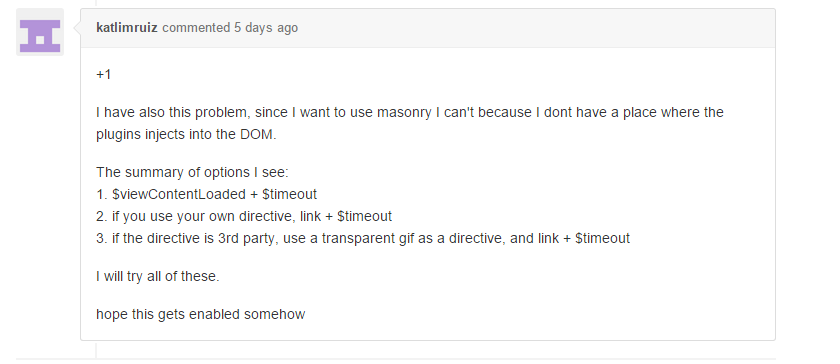 katlimruiz commented 5 days ago
+1
I have also this problem, since I want to use masonry I can't because I dont have a place where the
plugins injects into the DOM.
The summary of options I see:
1. $viewContentLoaded + $timeout
2. if you use your own directive, link + $timeout
3. if the directive is 3rd party, use a transparent gif as a directive, and link + $timeout
I will try all of these.
hope this gets enabled somehow